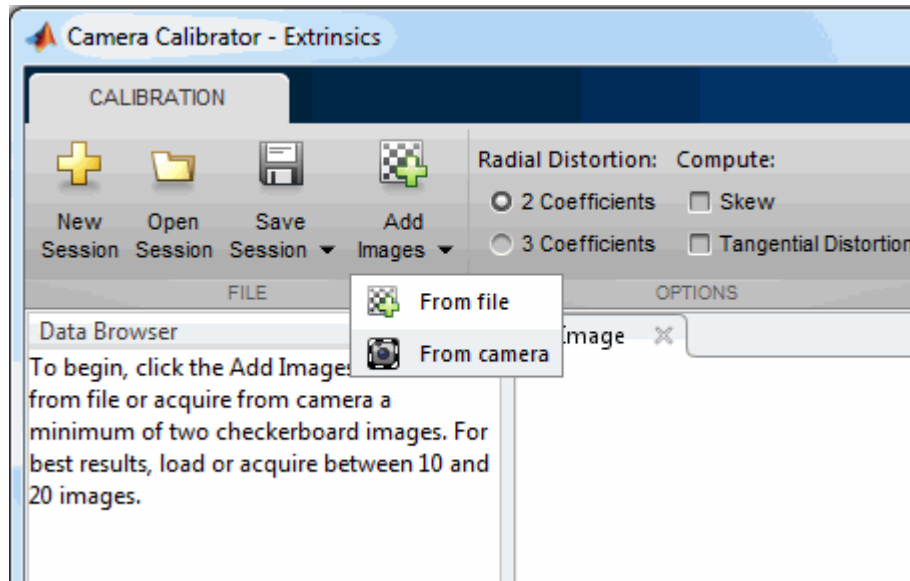 Camera Calibrator - Extrinsics
CALIBRATION
New Session
Open Session
Save Session
Add Images
Radial Distortion:
2 Coefficients
3 Coefficients
Compute:
Skew
Tangential Distortion
FILE
OPTIONS
From file
From camera
Data Browser
To begin, click the Add Images
from file or acquire from camera a
minimum of two checkerboard images. For
best results, load or acquire between 10 and
20 images.
Image